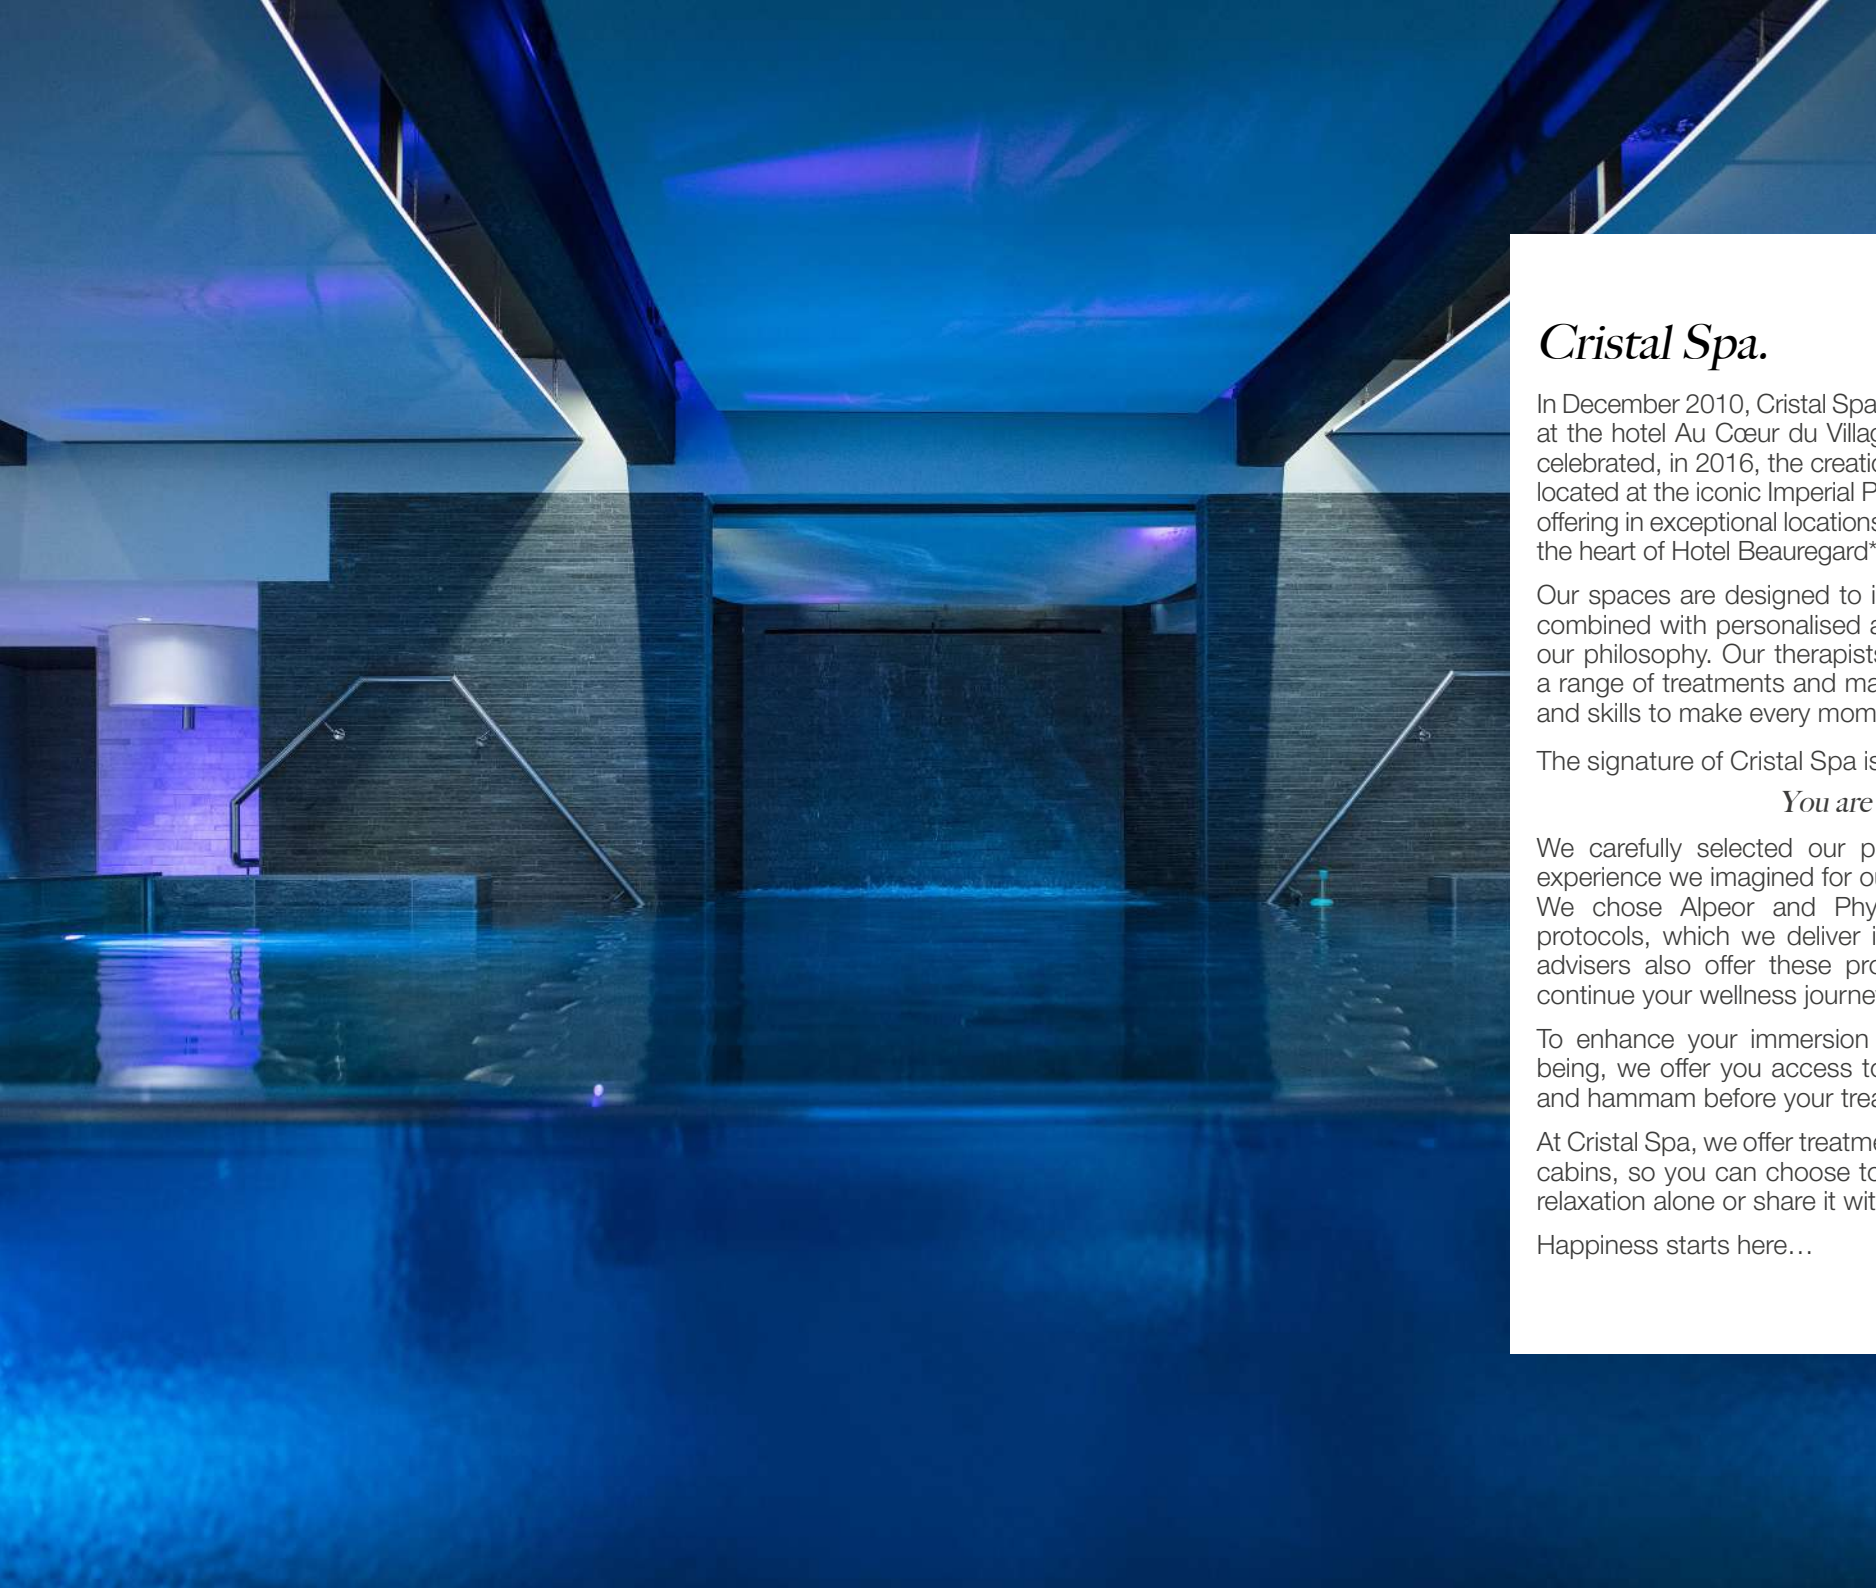 Cristal Spa.
In December 2010, Cristal Spa
at the hotel Au Cœur du Villag
celebrated, in 2016, the creatio
located at the iconic Imperial P
offering in exceptional locations
the heart of Hotel Beauregard*
Our spaces are designed to i
combined with personalised a
our philosophy. Our therapists
a range of treatments and ma
and skills to make every mom
The signature of Cristal Spa is
You are
We carefully selected our p
experience we imagined for ou
We chose Alpeor and Phy
protocols, which we deliver i
advisers also offer these pro
continue your wellness journe
To enhance your immersion
being, we offer you access to
and hammam before your trea
At Cristal Spa, we offer treatme
cabins, so you can choose to
relaxation alone or share it wit
Happiness starts here…